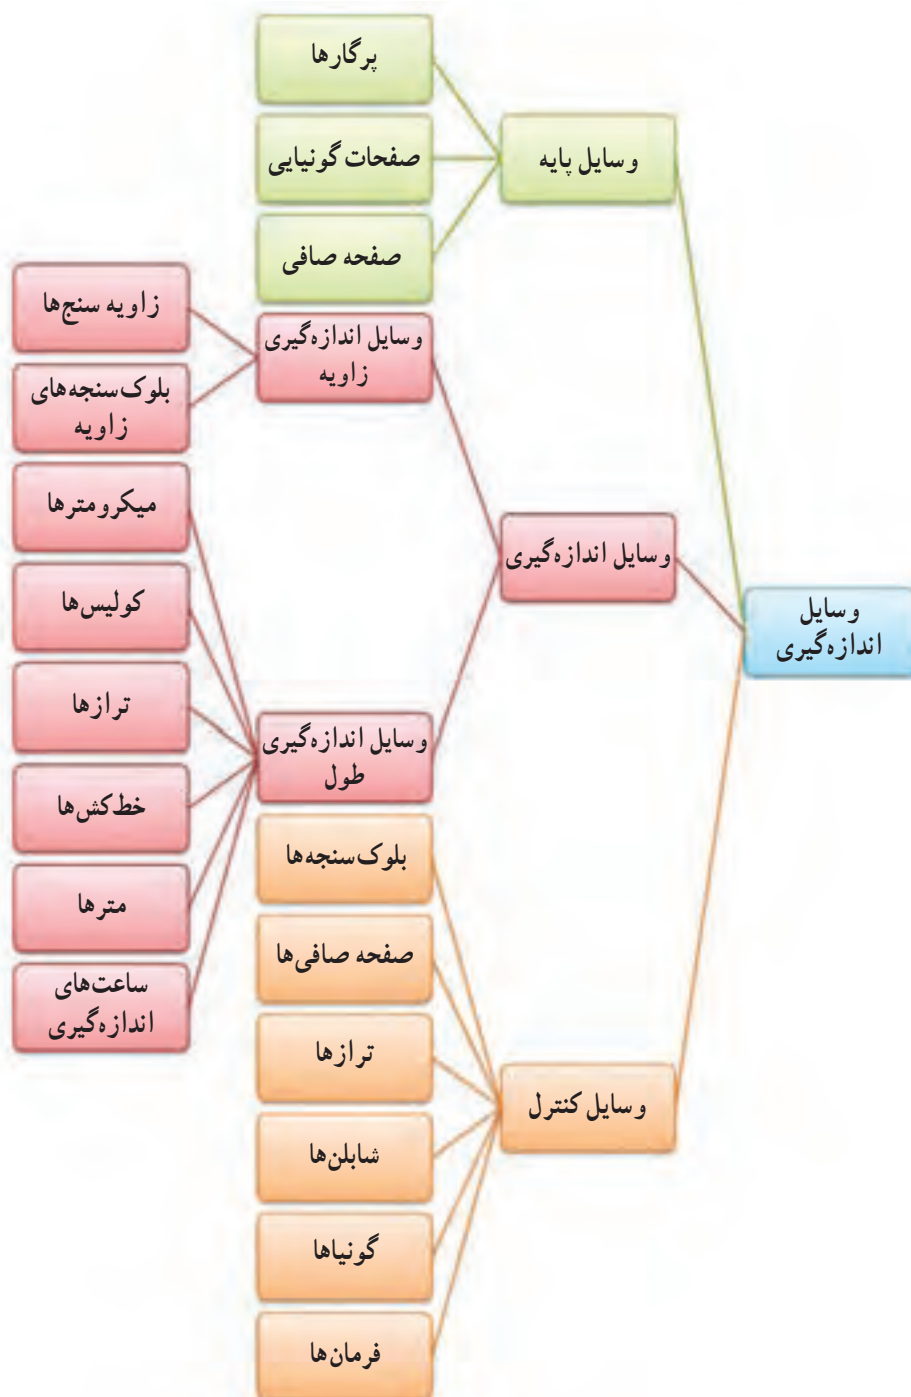 پرگارها
صفحات گونیایی
وسایل پایه
صفحه صافی
زاویه سنج‌ها
وسایل اندازه‌گیری
زاویه
بلوک‌سنجه‌های
زاویه
میکرومترها
وسایل اندازه‌گیری
کولیس‌ها
وسایل
اندازه‌گیری
ترازها
وسایل اندازه‌گیری
طول
خط‌کش‌ها
بلوک‌سنجه‌ها
مترها
صفحه صافی‌ها
ساعت‌های
اندازه‌گیری
ترازها
وسایل کنترل
شابلن‌ها
گونیاها
فرمان‌ها